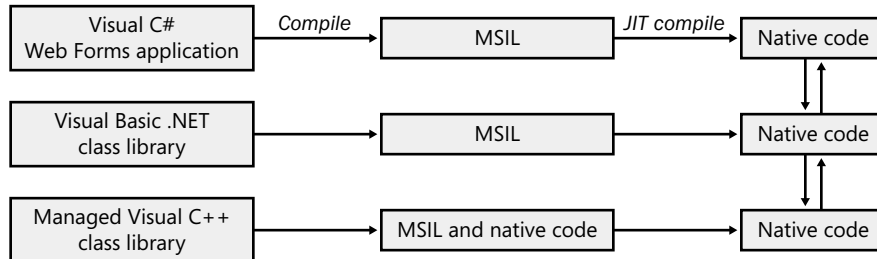 Visual C#
Web Forms application
Compile
MSIL
JIT compile
Native code
Visual Basic .NET
class library
MSIL
Native code
Managed Visual C++
class library
MSIL and native code
Native code